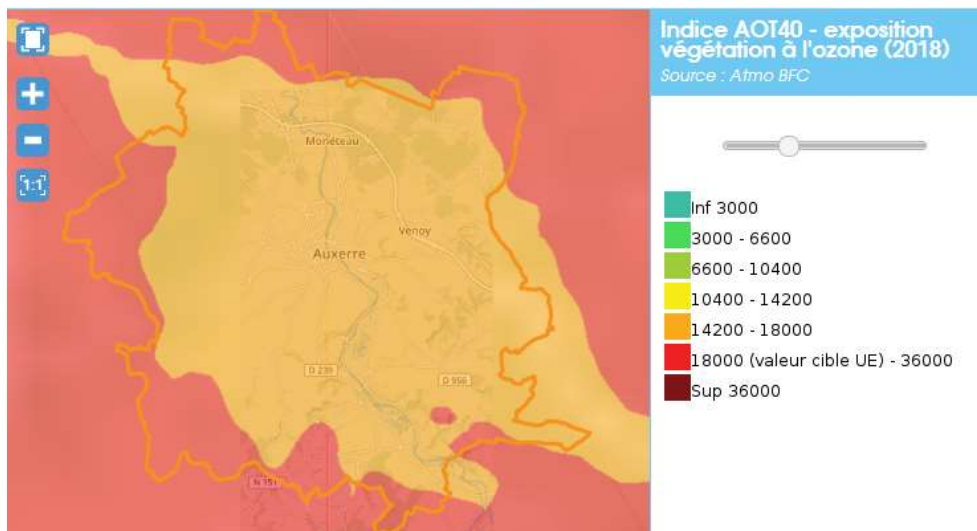 Indice AOT40 - exposition
végétation à l'ozone (2018)
Source : Atmo BFC
1:1
Monéteau
Venoy
Auxerre
D 239
D 956
N 151
Inf 3000
3000 - 6600
6600 - 10400
10400 - 14200
14200 - 18000
18000 (valeur cible UE) - 36000
Sup 36000